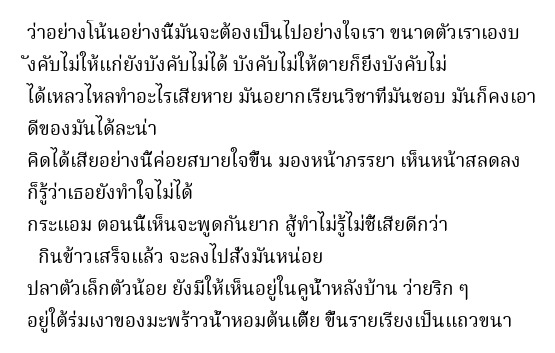 ว่าอย่างโน้นอย่างนี้มันจะต้องเป็นไปอย่างใจเรา ขนาดตัวเราเองบ
ังคับไม่ให้แก่ยังบังคับไม่ได้ บังคับไม่ให้ตายก็ยิ่งบังคับไม่
ได้เหลวไหลทำอะไรเสียหาย มันอยากเรียนวิชาที่มันชอบ มันก็คงเอา
ดีของมันได้ละน่า
คิดได้เสียอย่างนี้ค่อยสบายใจขึ้น มองหน้าภรรยา เห็นหน้าสลดลง
ก็รู้ว่าเธอยังทำใจไม่ได้
กระแอม ตอนนี้เห็นจะพูดกันยาก สู้ทำไม่รู้ไม่ชี้เสียดีกว่า
กินข้าวเสร็จแล้ว จะลงไปสั่งมันหน่อย
ปลาตัวเล็กตัวน้อย ยังมีให้เห็นอยู่ในคูน้ำหลังบ้าน ว่ายริก ๆ
อยู่ใต้ร่มเงาของมะพร้าวน้ำหอมต้นเตี้ย ขึ้นรายเรียงเป็นแถวขนา